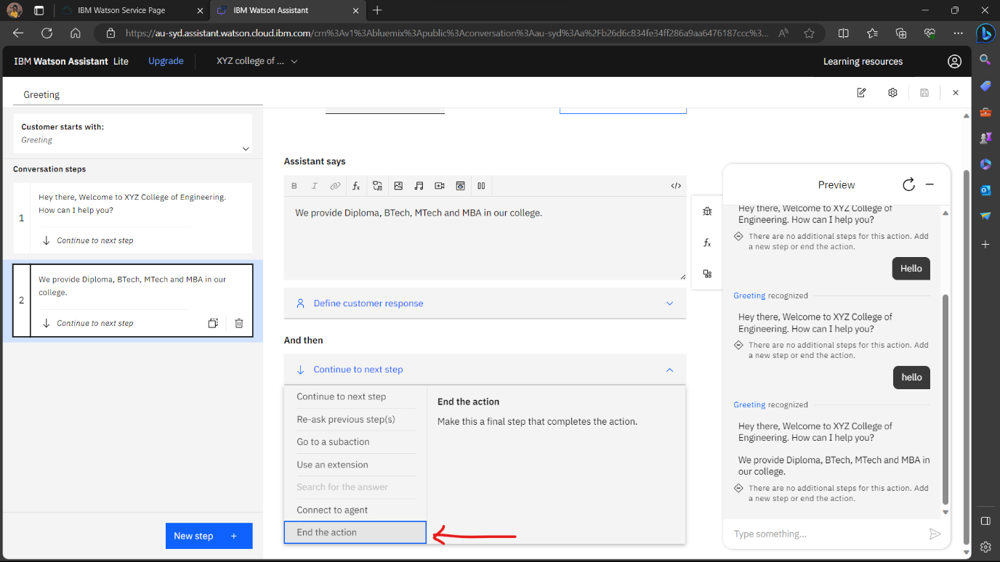 IBM Watson Service Page
IBM Watson Assistant
https://au-syd.assistant.watson.cloud.ibm.com/crn%3Av1%3Abluemix%3Apublic%3Aconversation%3Aau-syd%3Aa%2Fb26d6c834fe34ff286a9aa6476187ccc%3...
IBM Watson Assistant Lite
Upgrade
XYZ college of ...
Learning resources
Greeting
Customer starts with:
Greeting
Conversation steps
1
Hey there, Welcome to XYZ College of Engineering.
How can I help you?
Continue to next step
2
We provide Diploma, BTech, MTech and MBA in our
college.
Continue to next step
New step +
Assistant says
B I fx </>
We provide Diploma, BTech, MTech and MBA in our college.
Define customer response
And then
Continue to next step
Continue to next step
Re-ask previous step(s)
Go to a subaction
Use an extension
Search for the answer
Connect to agent
End the action
End the action
Make this a final step that completes the action.
fx
Preview
Hey there, Welcome to XYZ College of
Engineering. How can I help you?
There are no additional steps for this action. Add
a new step or end the action.
Hello
Greeting recognized
Hey there, Welcome to XYZ College of
Engineering. How can I help you?
There are no additional steps for this action. Add
a new step or end the action.
hello
Greeting recognized
Hey there, Welcome to XYZ College of
Engineering. How can I help you?
We provide Diploma, BTech, MTech and MBA in
our college.
There are no additional steps for this action. Add
a new step or end the action.
Type something...